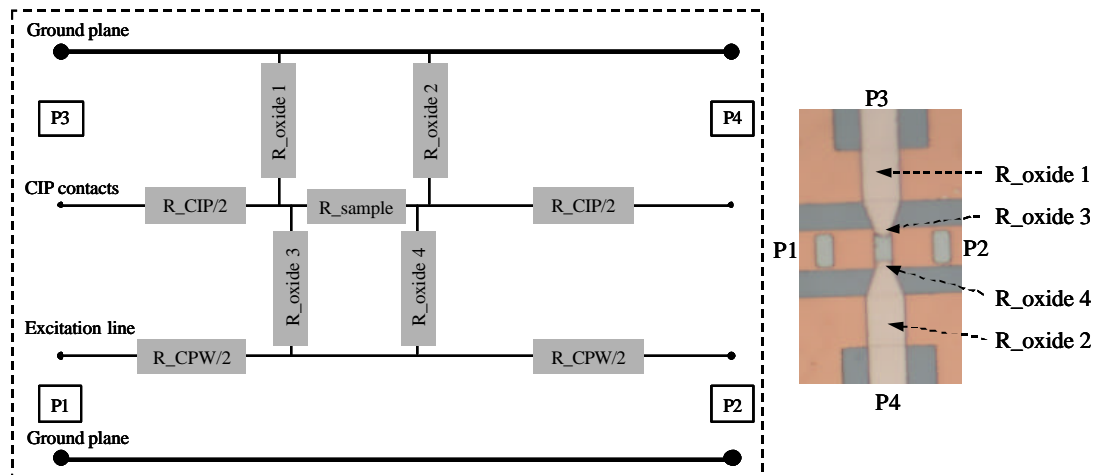 Ground plane
P3
R_oxide 1
R_oxide 2
P4
CIP contacts
R_CIP/2
R_sample
R_CIP/2
R_oxide 3
R_oxide 4
Excitation line
R_CPW/2
R_CPW/2
P1
P2
Ground plane
P3
R_oxide 1
R_oxide 3
P1
P2
R_oxide 4
R_oxide 2
P4